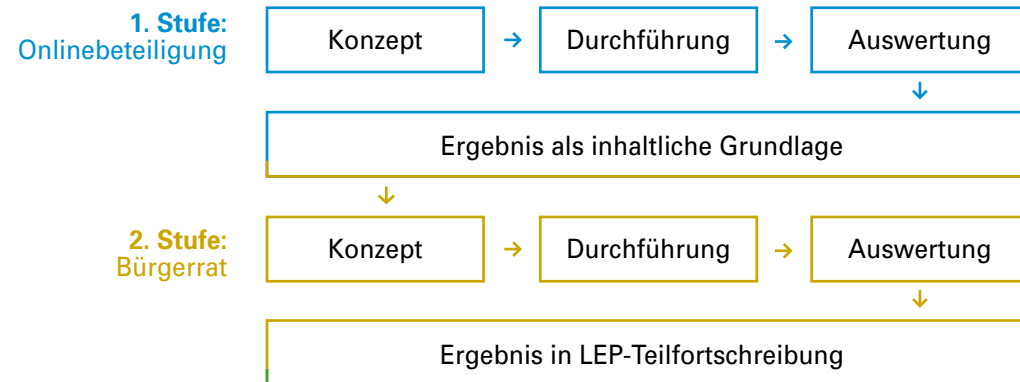 1. Stufe:
Onlinebeteiligung
Konzept → Durchführung → Auswertung
↓
Ergebnis als inhaltliche Grundlage
↓
2. Stufe:
Bürgerrat
Konzept → Durchführung → Auswertung
↓
Ergebnis in LEP-Teilfortschreibung